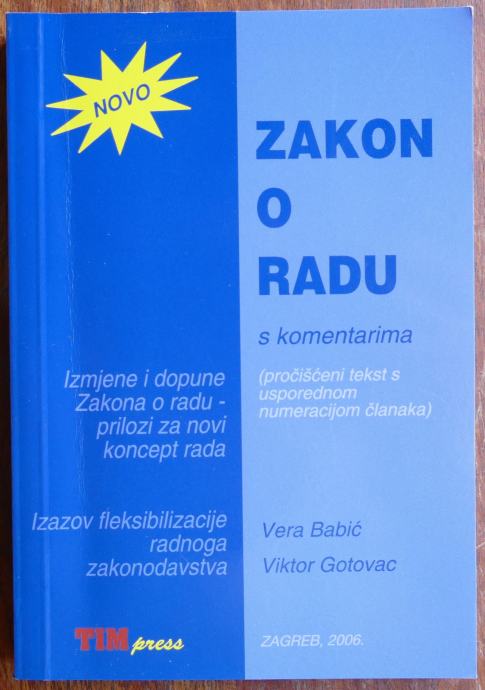 NOVO
ZAKON
O
RADU
s komentarima
(pročišćeni tekst s
usporednom
numeracijom članaka)
Izmjene i dopune
Zakona o radu -
prilozi za novi
koncept rada
Izazov fleksibilizacije
radnoga
zakonodavstva
Vera Babić
Viktor Gotovac
TIM press
ZAGREB, 2006.